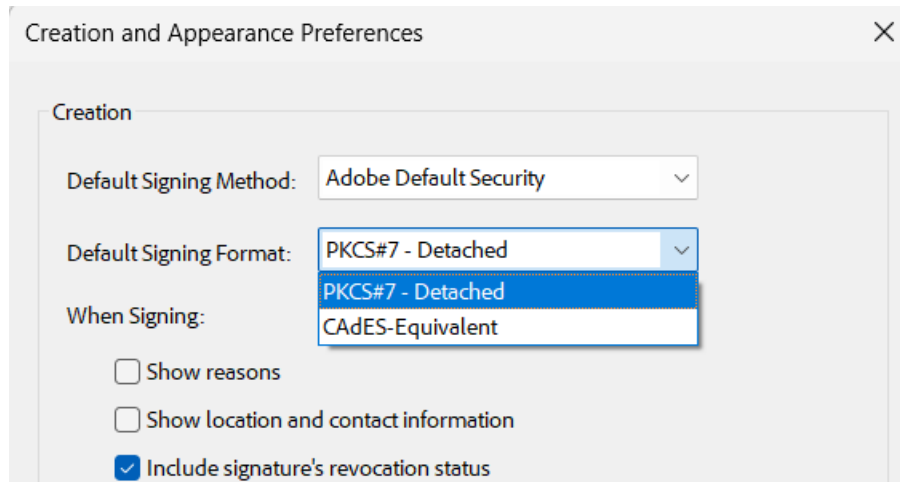 Creation and Appearance Preferences
Creation
Default Signing Method: Adobe Default Security
Default Signing Format: PKCS#7 - Detached
PKCS#7 - Detached
CAdES-Equivalent
When Signing:
Show reasons
Show location and contact information
Include signature's revocation status